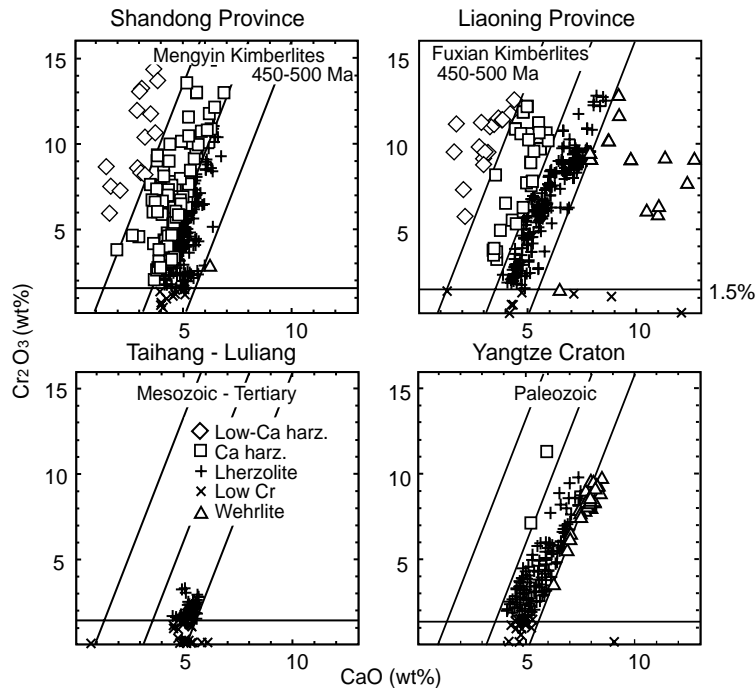 Shandong Province
Liaoning Province
Mengyin Kimberlites
450-500 Ma
Fuxian Kimberlites
450-500 Ma
15
10
5
5
10
15
10
5
5
10
1.5%
Cr2O3 (wt%)
Taihang - Luliang
Yangtze Craton
Mesozoic - Tertiary
Low-Ca harz.
Ca harz.
Lherzolite
Low Cr
Wehrlite
Paleozoic
15
10
5
5
10
15
10
5
5
10
CaO (wt%)